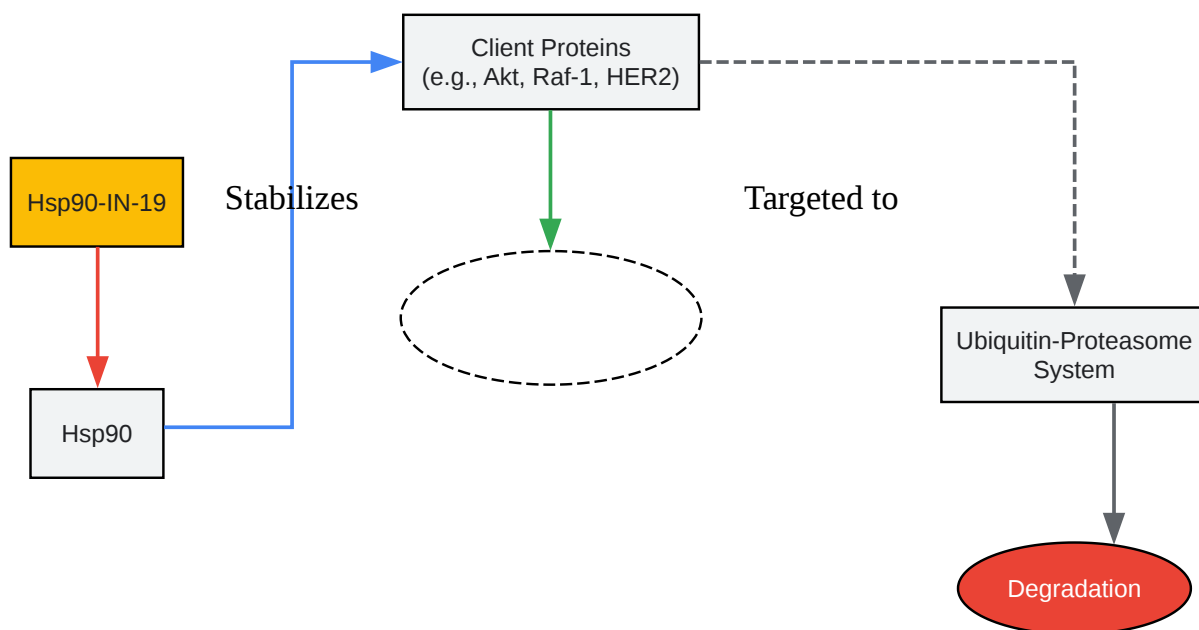 Client Proteins
(e.g., Akt, Raf-1, HER2)
Hsp90-IN-19
Stabilizes
Targeted to
Ubiquitin-Proteasome
System
Hsp90
Degradation